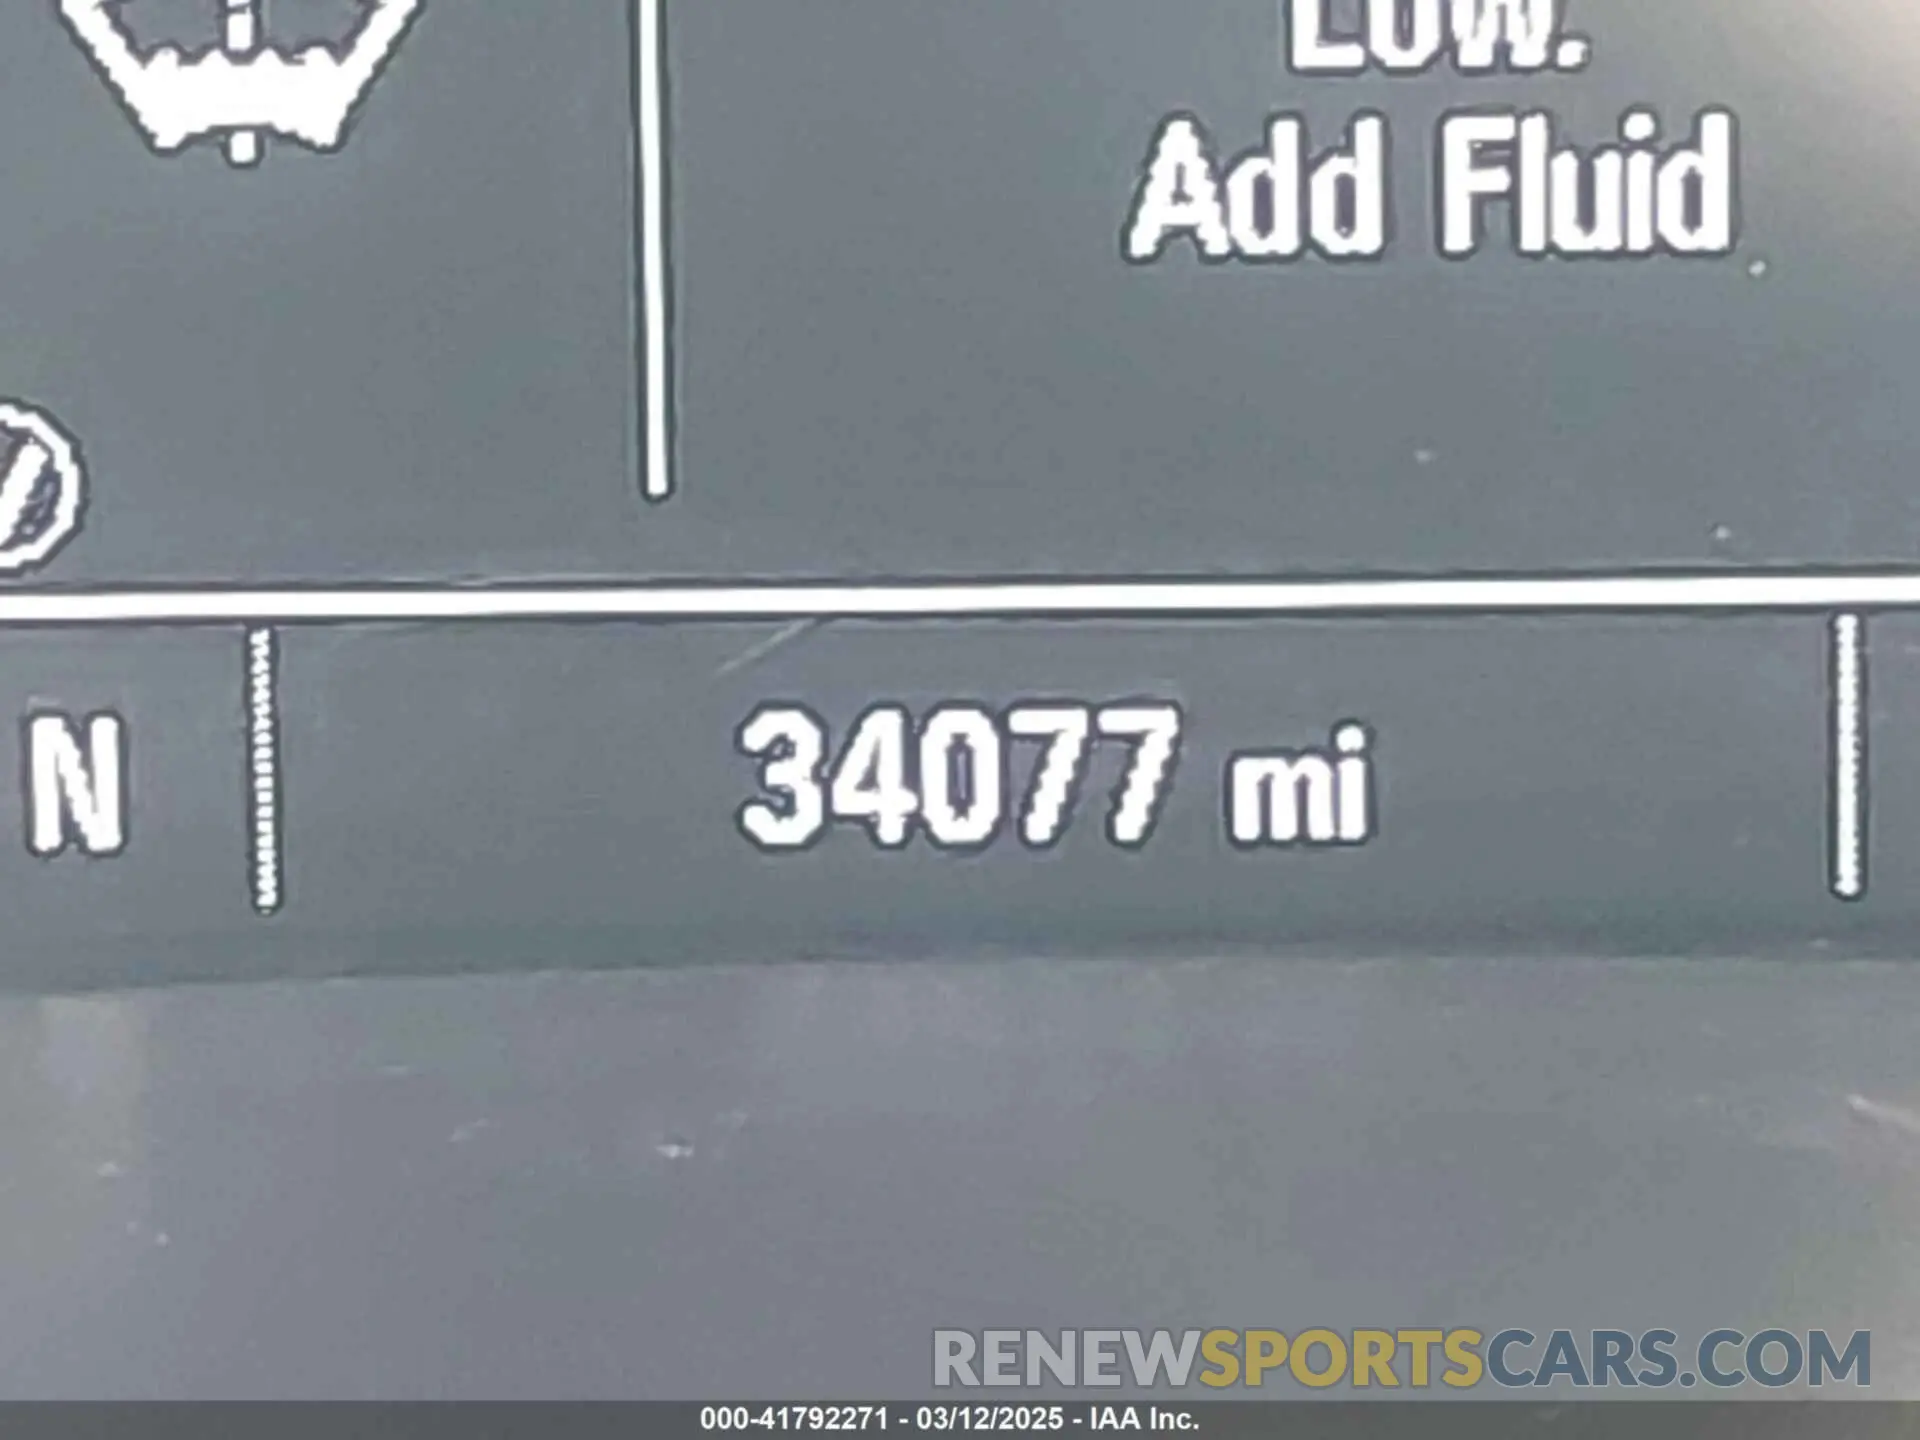 Low.
Add Fluid
N
34077 mi
RENEWSPORTSCARS.COM
000-41792271 - 03/12/2025 - IAA Inc.